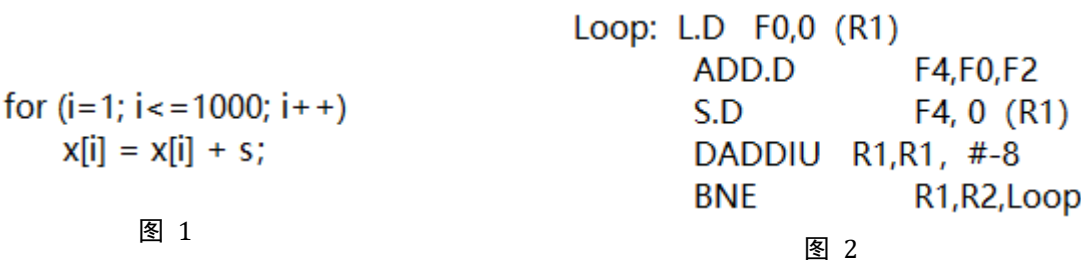 for (i=1; i<=1000; i++)
x[i] = x[i] + s;
图 1
Loop: L.D F0,0 (R1)
ADD.D F4,F0,F2
S.D F4, 0 (R1)
DADDIU R1,R1, #-8
BNE R1,R2,Loop
图 2